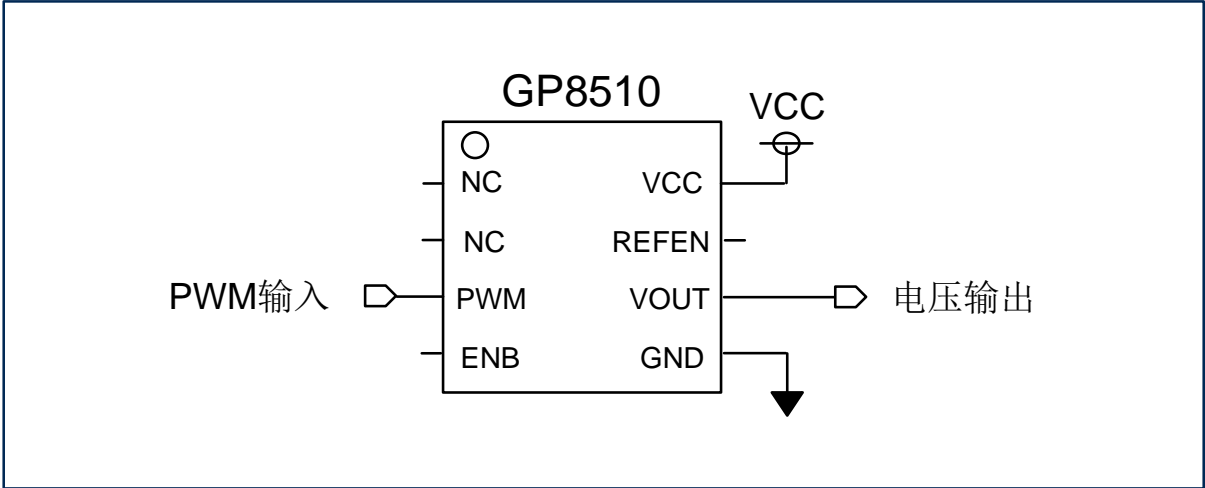 GP8510
VCC
NC VCC
NC REFEN
PWM输入 PWM VOUT 电压输出
ENB GND